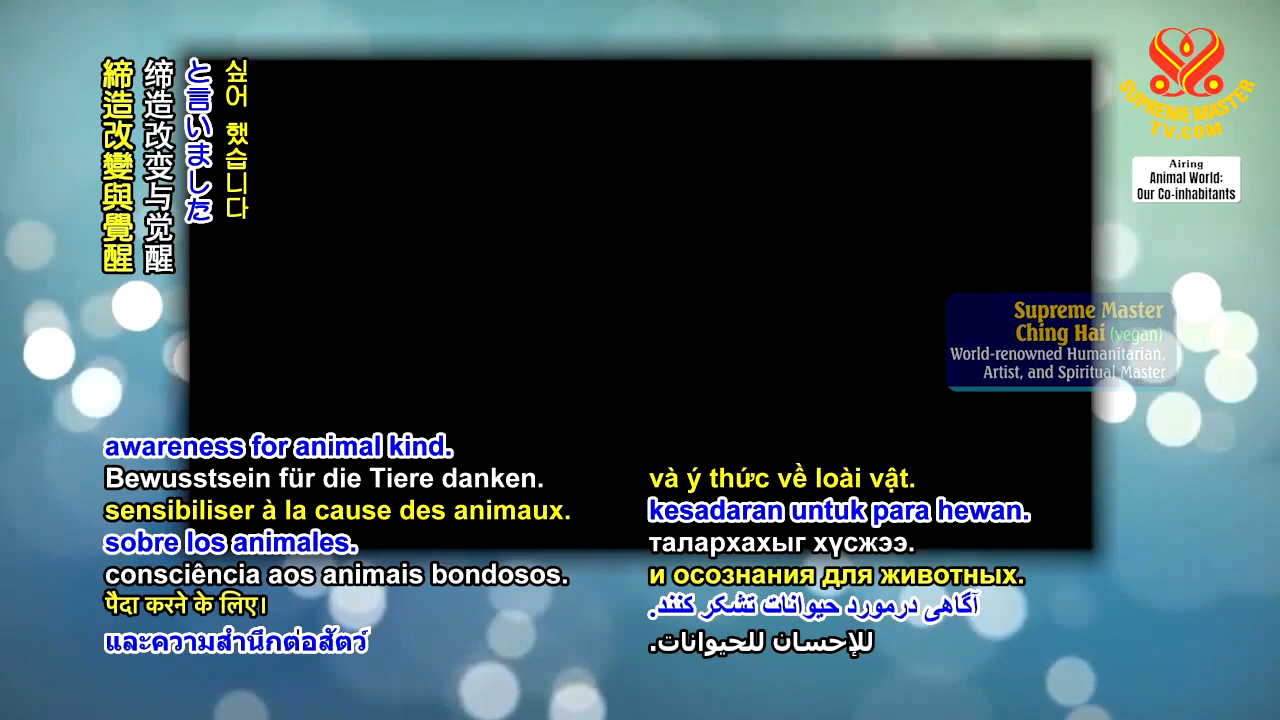 締造改變與覺醒
缔造改变与觉醒
と言いました
싶어 했습니다
SUPREME MASTER
TV.COM
Airing
Animal World:
Our Co-inhabitants
Supreme Master
Ching Hai (vegan)
World-renowned Humanitarian,
Artist, and Spiritual Master
awareness for animal kind.
Bewusstsein für die Tiere danken.
sensibiliser à la cause des animaux.
sobre los animales.
consciência aos animais bondosos.
पैदा करने के लिए।
และความสำนึกต่อสัตว์
và ý thức về loài vật.
kesadaran untuk para hewan.
талархахыг хүсжээ.
и осознания для животных.
آگاهی درمورد حیوانات تشکر کنند.
للإحسان للحيوانات.